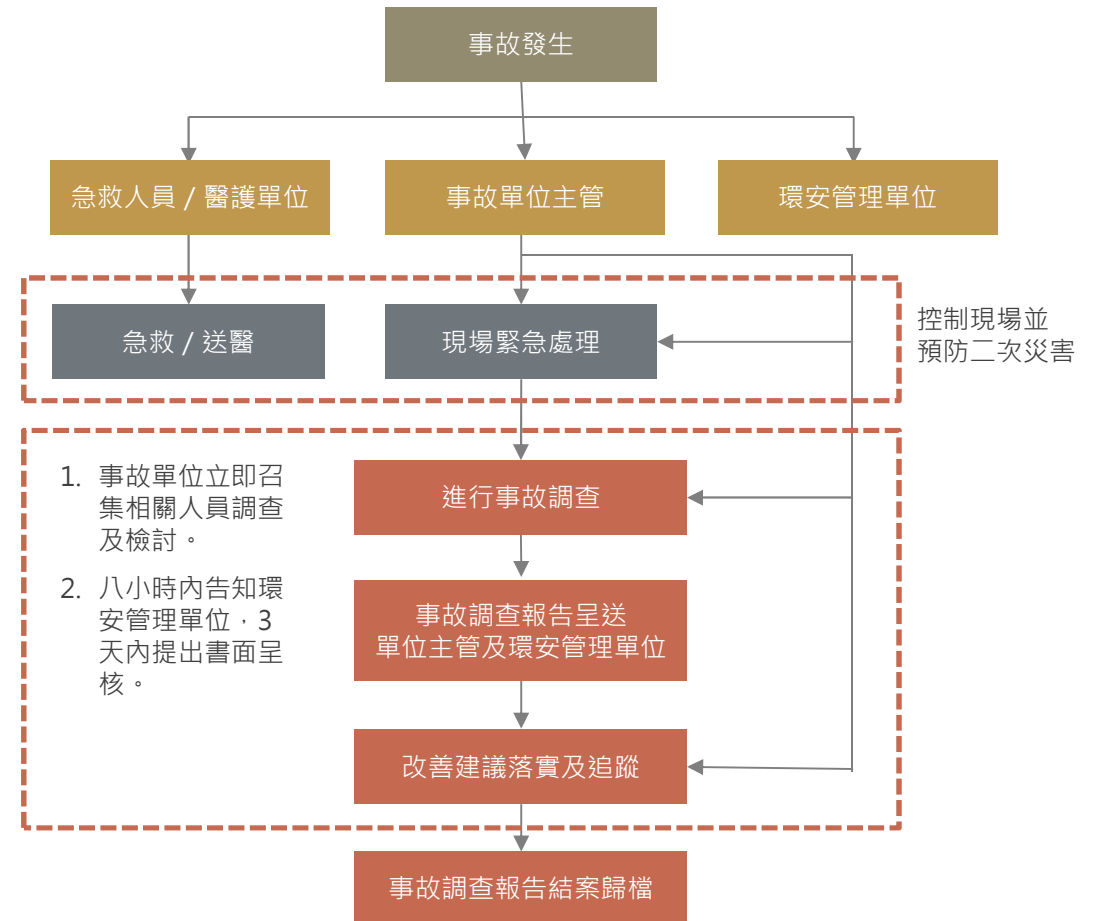 事故發生
急救人員 / 醫護單位
事故單位主管
環安管理單位
急救 / 送醫
現場緊急處理
控制現場並
預防二次災害
1. 事故單位立即召
集相關人員調查
及檢討。
2. 八小時內告知環
安管理單位，3
天內提出書面呈
核。
進行事故調查
事故調查報告呈送
單位主管及環安管理單位
改善建議落實及追蹤
事故調查報告結案歸檔